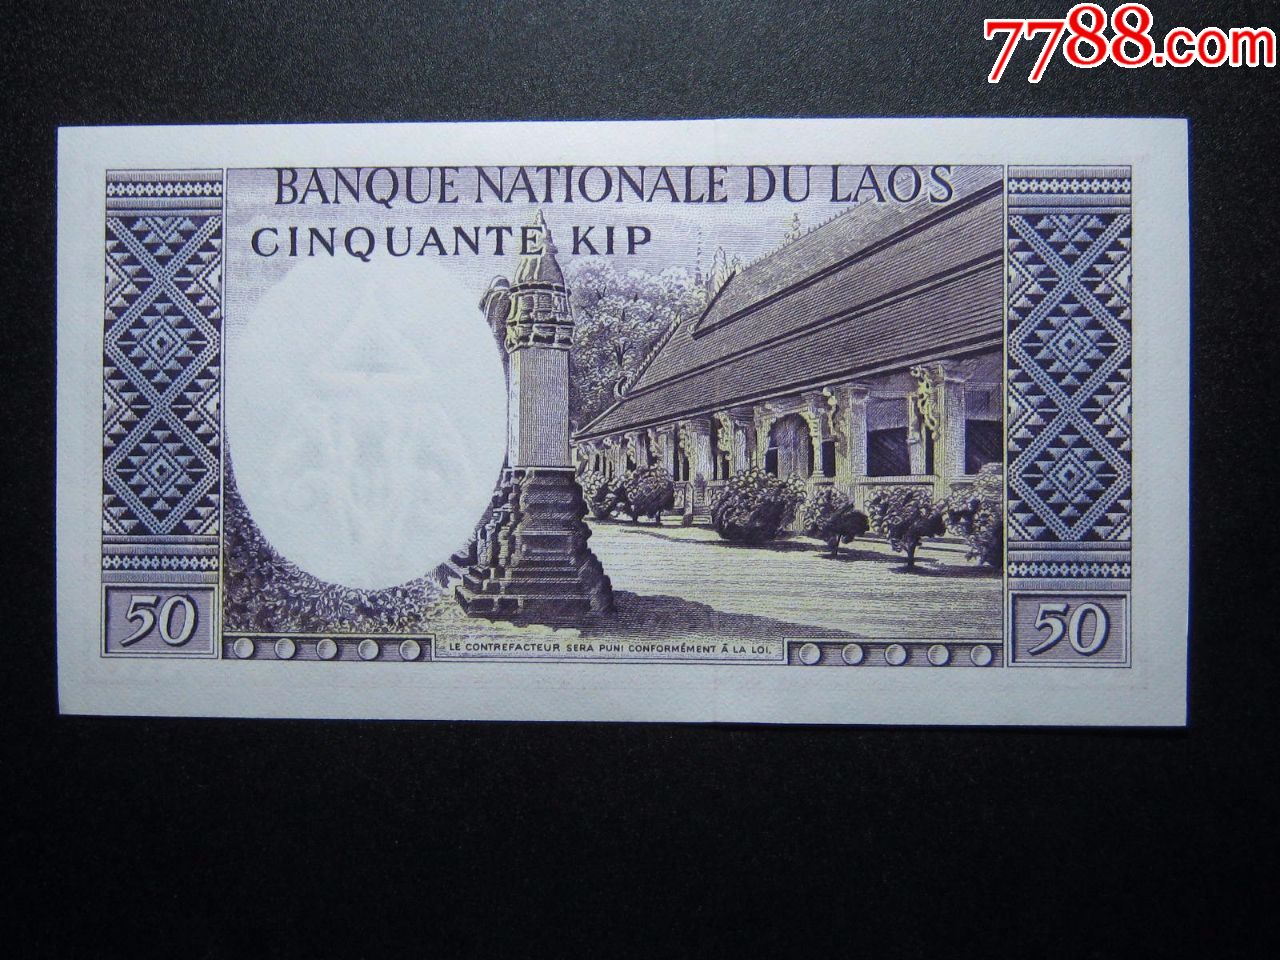 7788.com
BANQUE NATIONALE DU LAOS
CINQUANTE KIP
50
50
LE CONTREFACTEUR SERA PUNI CONFORMÉMENT À LA LOI.